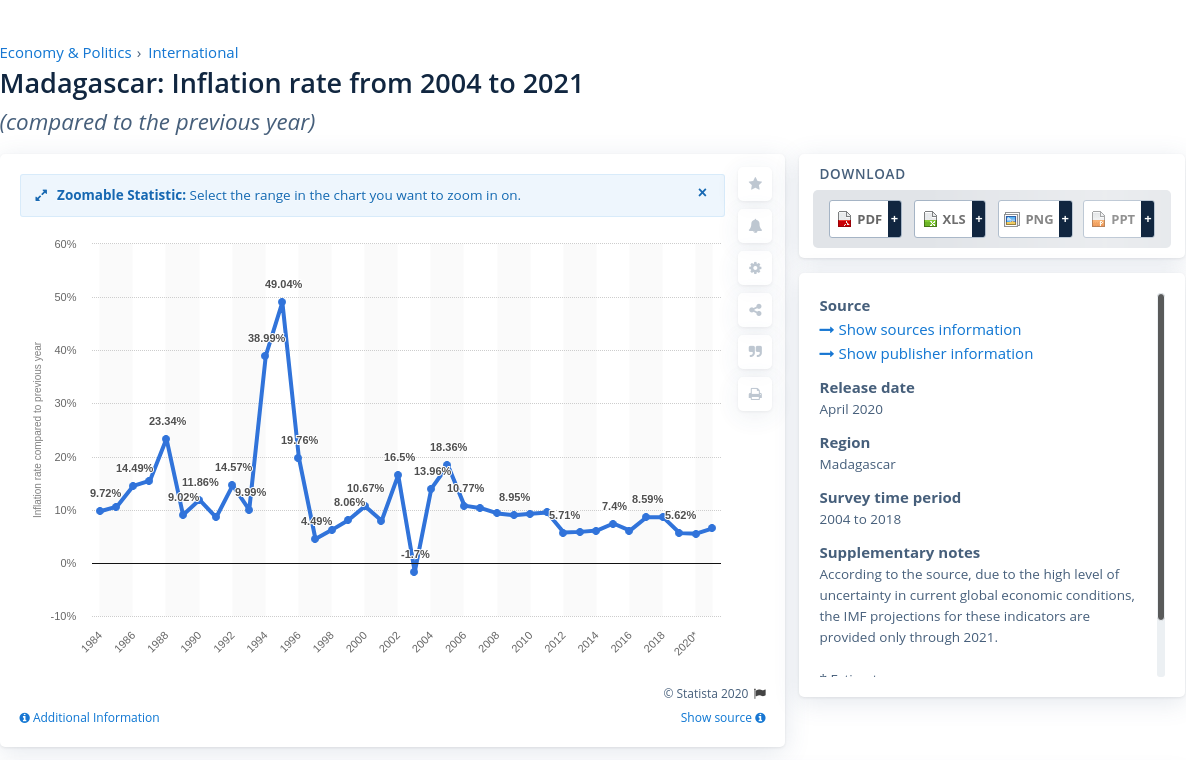 Economy & Politics › International
Madagascar: Inflation rate from 2004 to 2021
(compared to the previous year)
Zoomable Statistic: Select the range in the chart you want to zoom in on. ×
Inflation rate compared to previous year
60%
50%
40%
30%
20%
10%
0%
-10%
9.72%
14.49%
23.34%
9.02%
11.86%
14.57%
9.99%
38.99%
49.04%
19.76%
4.49%
8.06%
10.67%
16.5%
-1.7%
13.96%
18.36%
10.77%
8.95%
5.71%
7.4%
8.59%
5.62%
1984
1986
1988
1990
1992
1994
1996
1998
2000
2002
2004
2006
2008
2010
2012
2014
2016
2018
2020*
© Statista 2020
Additional Information
Show source
DOWNLOAD
PDF +
XLS +
PNG +
PPT +
Source
Show sources information
Show publisher information
Release date
April 2020
Region
Madagascar
Survey time period
2004 to 2018
Supplementary notes
According to the source, due to the high level of
uncertainty in current global economic conditions,
the IMF projections for these indicators are
provided only through 2021.